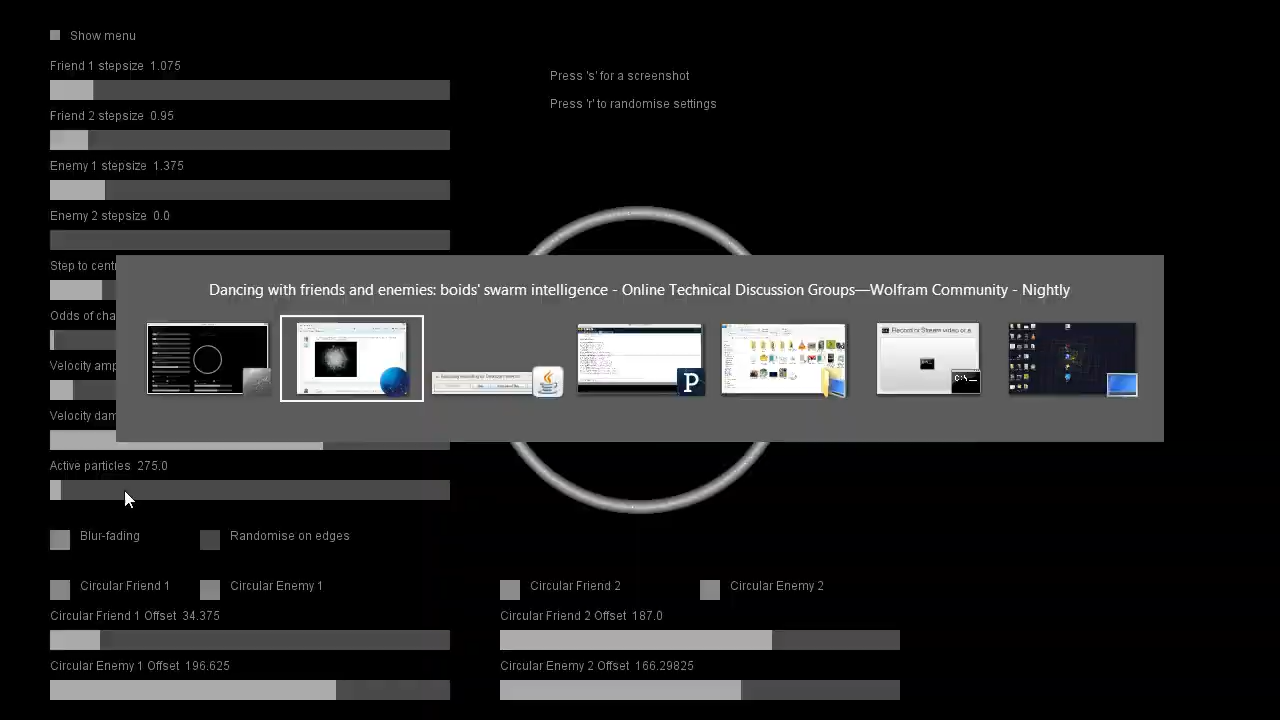 Show menu
Friend 1 stepsize 1.075
Press 's' for a screenshot
Press 'r' to randomise settings
Friend 2 stepsize 0.95
Enemy 1 stepsize 1.375
Enemy 2 stepsize 0.0
Step to cent
Dancing with friends and enemies: boids' swarm intelligence - Online Technical Discussion Groups—Wolfram Community - Nightly
Odds of cha
Velocity amp
Velocity dam
Active particles 275.0
Blur-fading
Randomise on edges
Circular Friend 1
Circular Enemy 1
Circular Friend 2
Circular Enemy 2
Circular Friend 1 Offset 34.375
Circular Friend 2 Offset 187.0
Circular Enemy 1 Offset 196.625
Circular Enemy 2 Offset 166.29825